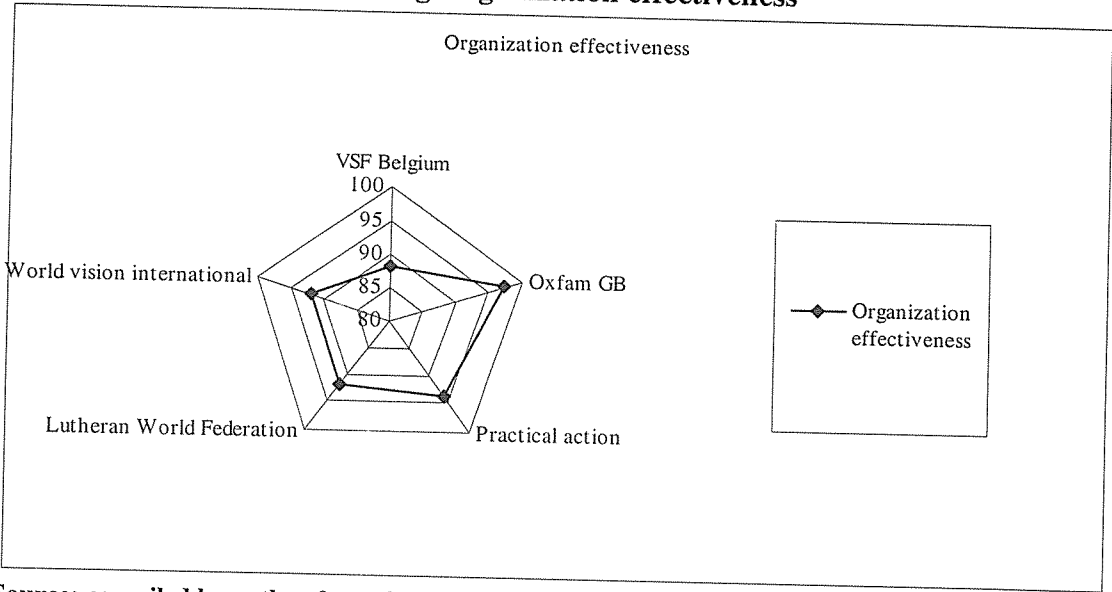 effectiveness
Organization effectiveness
VSF Belgium
100
95
90
85
80
World vision international
Oxfam GB
Lutheran World Federation
Practical action
Organization
effectiveness